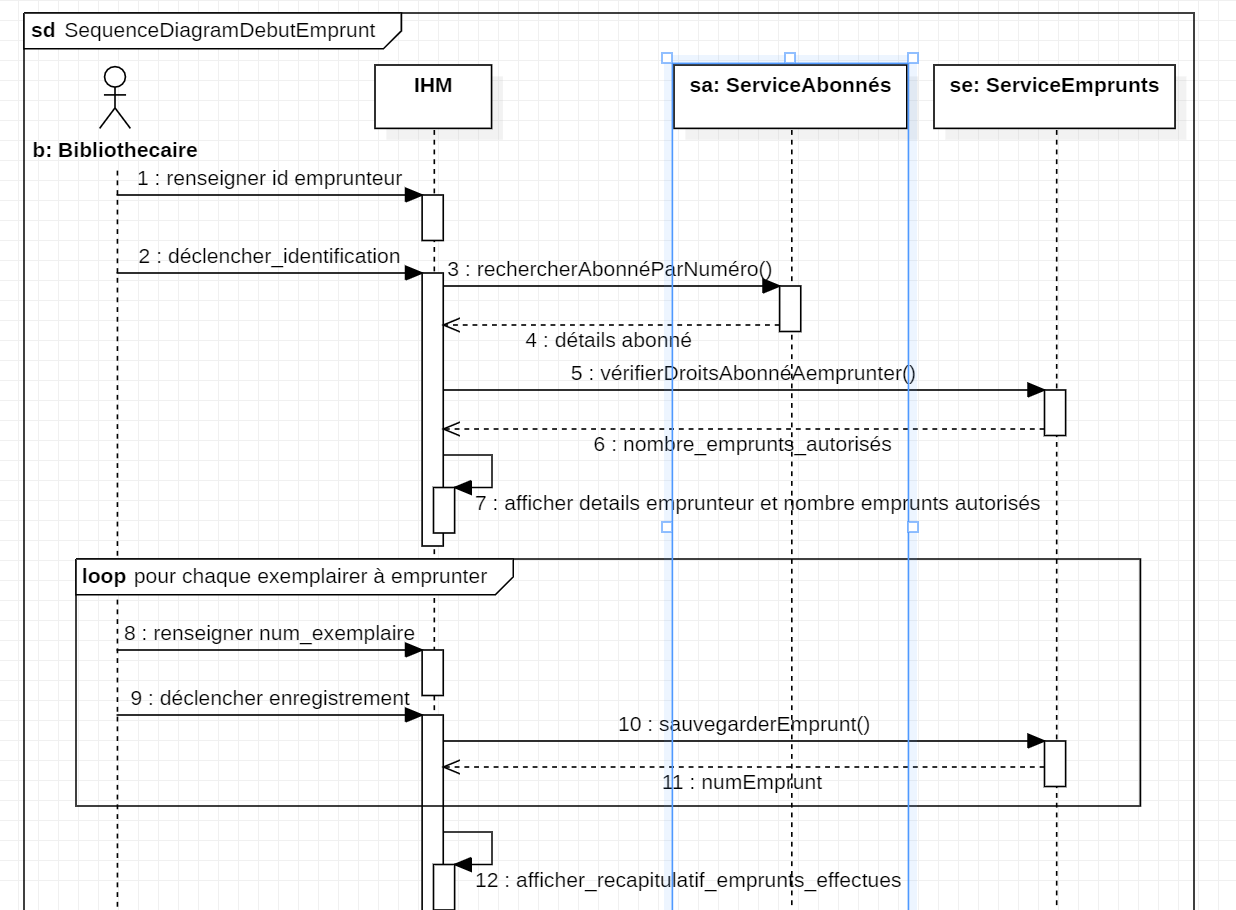 sd SequenceDiagramDebutEmprunt
IHM
sa: ServiceAbonnés
se: ServiceEmprunts
b: Bibliothecaire
1 : renseigner id emprunteur
2 : déclencher_identification
3 : rechercherAbonnéParNuméro()
4 : détails abonné
5 : vérifierDroitsAbonnéAemprunter()
6 : nombre_emprunts_autorisés
7 : afficher details emprunteur et nombre emprunts autorisés
loop pour chaque exemplairer à emprunter
8 : renseigner num_exemplaire
9 : déclencher enregistrement
10 : sauvegarderEmprunt()
11 : numEmprunt
12 : afficher_recapitulatif_emprunts_effectues